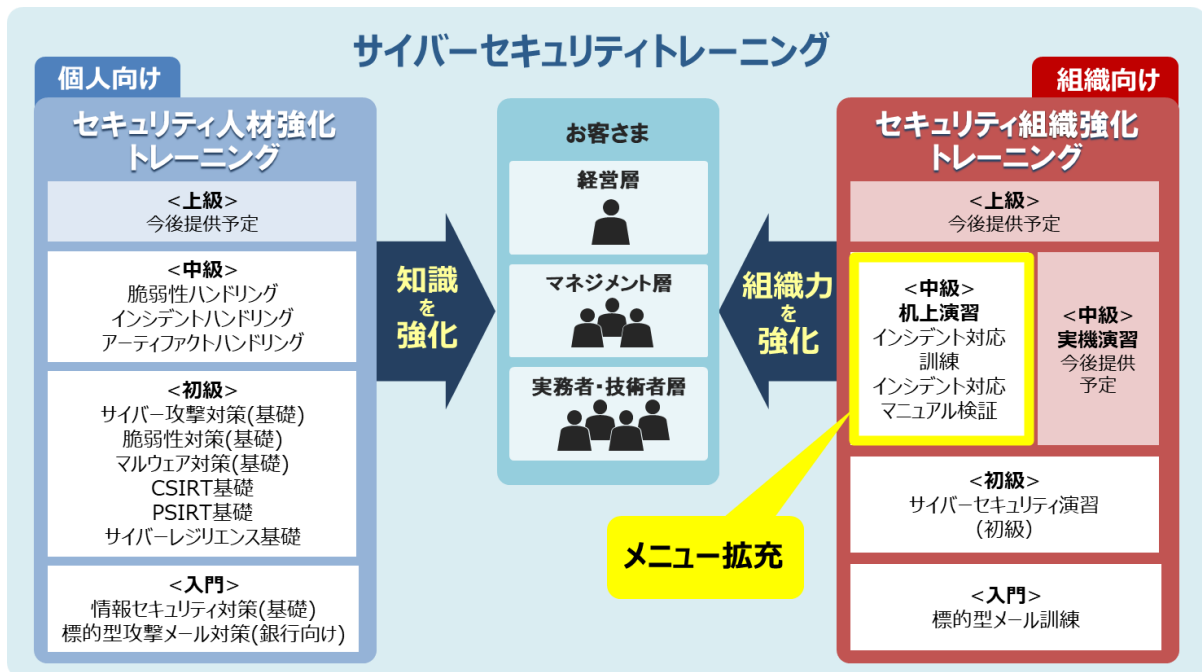 サイバーセキュリティトレーニング
個人向け
セキュリティ人材強化
トレーニング
<上級>
今後提供予定
<中級>
脆弱性ハンドリング
インシデントハンドリング
アーティファクトハンドリング
<初級>
サイバー攻撃対策(基礎)
脆弱性対策(基礎)
マルウェア対策(基礎)
CSIRT基礎
PSIRT基礎
サイバーレジリエンス基礎
<入門>
情報セキュリティ対策(基礎)
標的型攻撃メール対策(銀行向け)
知識
を
強化
お客さま
経営層
マネジメント層
実務者・技術者層
組織力
を
強化
組織向け
セキュリティ組織強化
トレーニング
<上級>
今後提供予定
<中級>
机上演習
インシデント対応
訓練
インシデント対応
マニュアル検証
<中級>
実機演習
今後提供
予定
メニュー拡充
<初級>
サイバーセキュリティ演習
(初級)
<入門>
標的型メール訓練